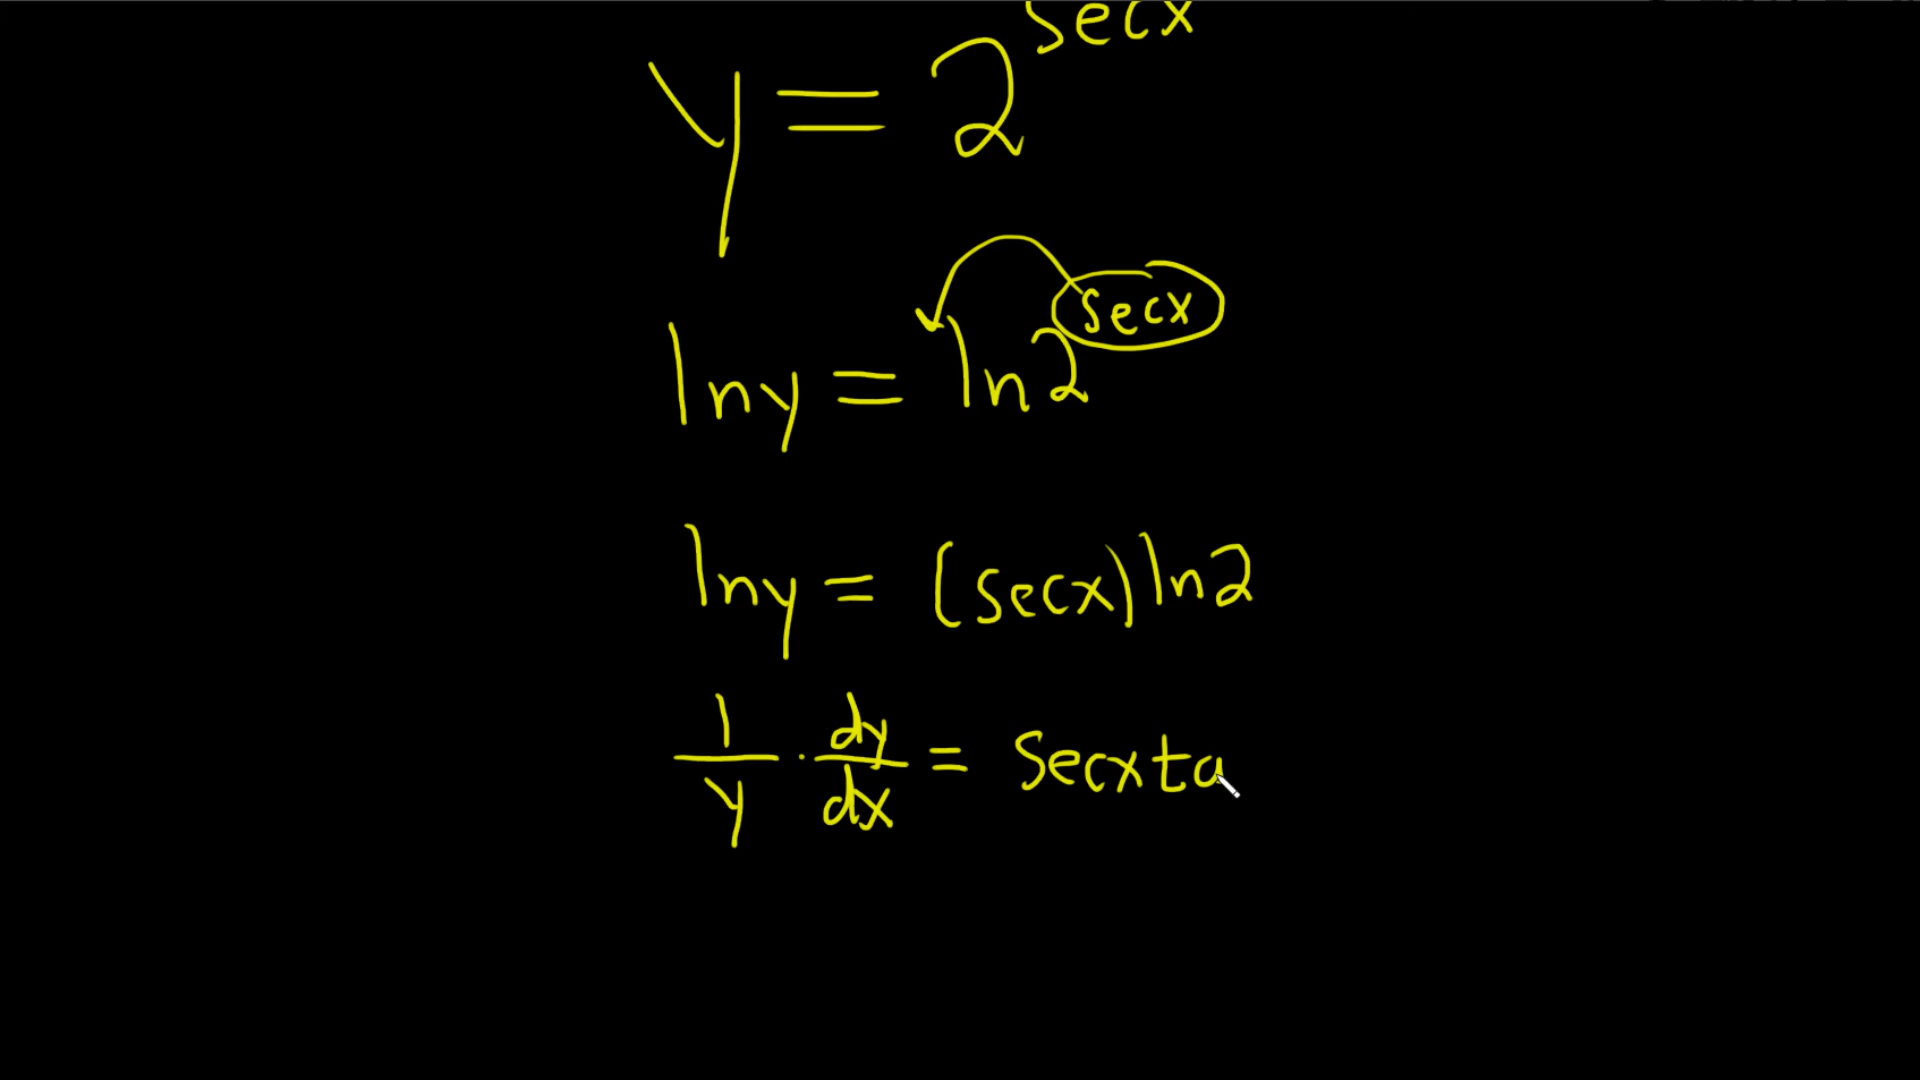 y = 2^secx
lny = ln2^secx
lny = (secx)ln2
1/y · dy/dx = secxta